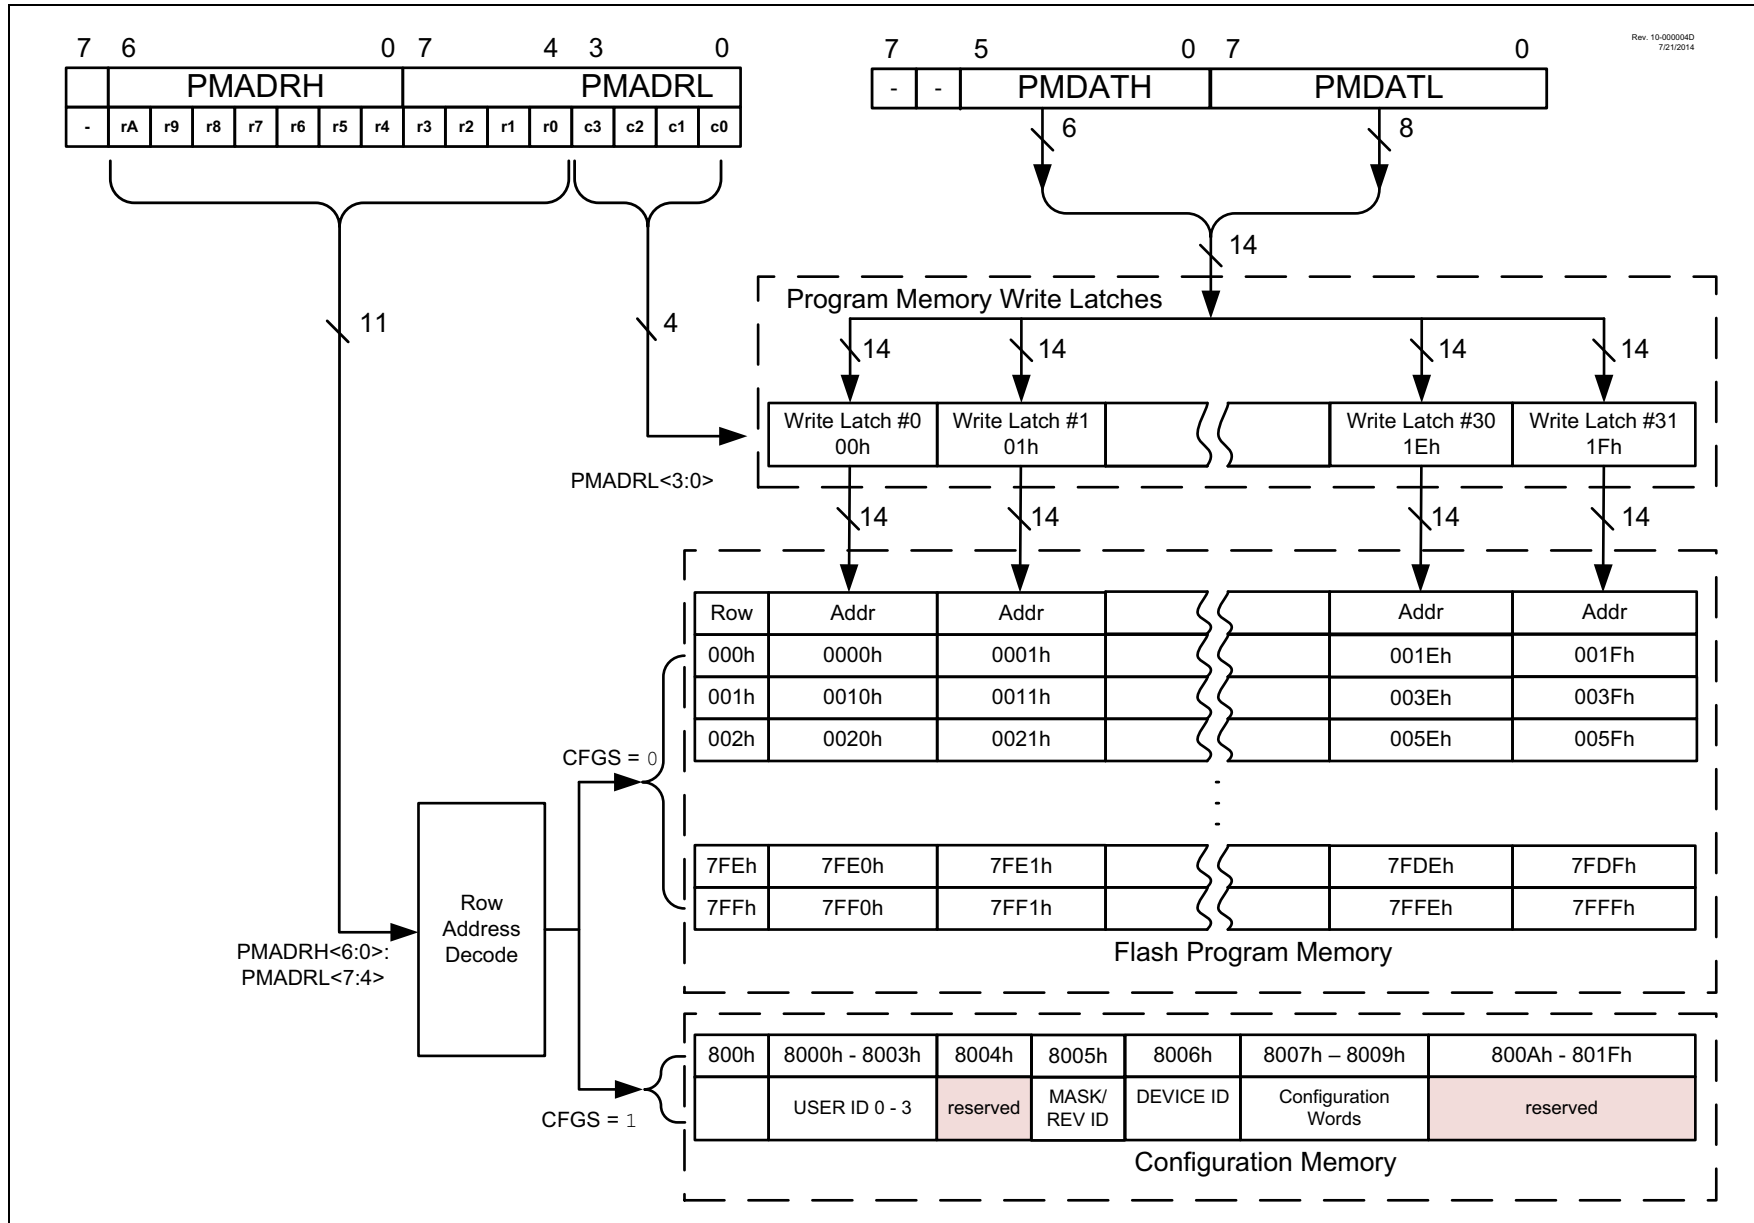 7 6 0 7 4 3 0
7 5 0 7 0
Rev. 10-000004D
7/21/2014
PMADRH PMADRL
- - PMDATH PMDATL
- rA r9 r8 r7 r6 r5 r4 r3 r2 r1 r0 c3 c2 c1 c0
6 8
14
11 4
Program Memory Write Latches
14 14 14 14
Write Latch #0 Write Latch #1 Write Latch #30 Write Latch #31
00h 01h 1Eh 1Fh
PMADRL<3:0>
14 14 14 14
Row Addr Addr Addr Addr
000h 0000h 0001h 001Eh 001Fh
001h 0010h 0011h 003Eh 003Fh
002h 0020h 0021h 005Eh 005Fh
CFGS = 0
7FEh 7FE0h 7FE1h 7FDEh 7FDFh
7FFh 7FF0h 7FF1h 7FFEh 7FFFh
Flash Program Memory
Row
Address
Decode
PMADRH<6:0>:
PMADRL<7:4>
800h 8000h - 8003h 8004h 8005h 8006h 8007h – 8009h 800Ah - 801Fh
USER ID 0 - 3
reserved
MASK/
REV ID
DEVICE ID
Configuration
Words
reserved
CFGS = 1
Configuration Memory